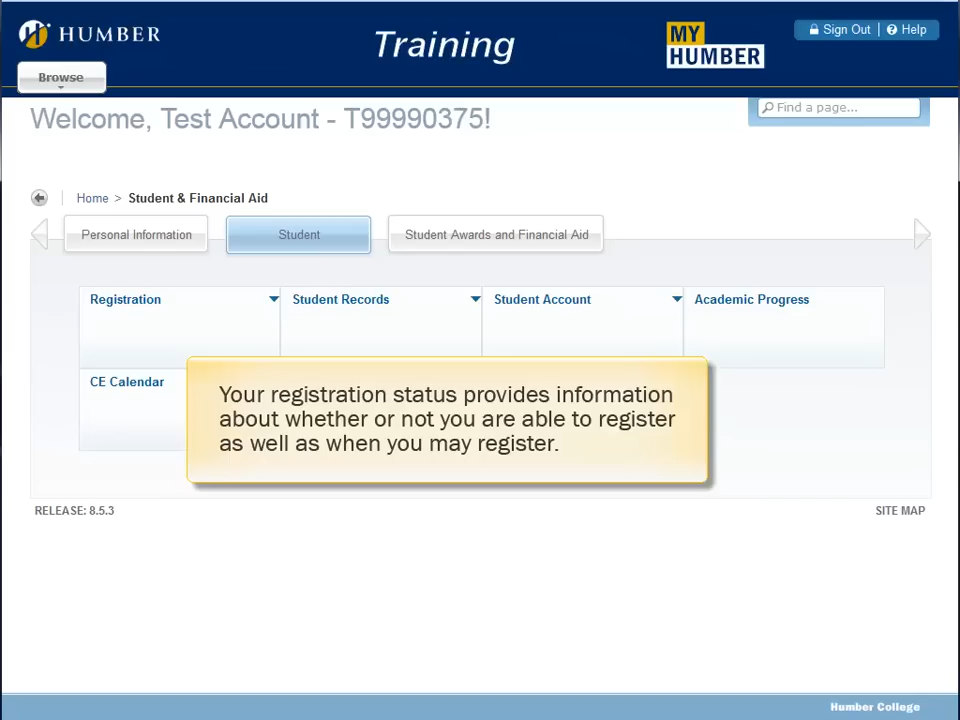 HUMBER
Training
MY
HUMBER
Sign Out | Help
Browse
Welcome, Test Account - T99990375!
Find a page...
Home > Student & Financial Aid
Personal Information
Student
Student Awards and Financial Aid
Registration
Student Records
Student Account
Academic Progress
CE Calendar
Your registration status provides information
about whether or not you are able to register
as well as when you may register.
RELEASE: 8.5.3
SITE MAP
Humber College